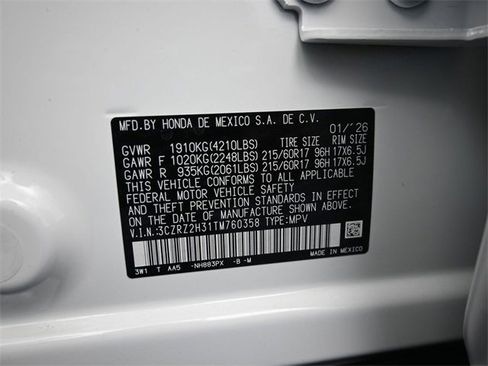 MFD.BY HONDA DE MEXICO S.A. DE C.V. 01/'26
GVWR 1910KG(4210LBS) TIRE SIZE RIM SIZE
GAWR F 1020KG(2248LBS) 215/60R17 96H 17X6.5J
GAWR R 935KG(2061LBS) 215/60R17 96H 17X6.5J
THIS VEHICLE CONFORMS TO ALL APPLICABLE
FEDERAL MOTOR VEHICLE SAFETY
AND THEFT PREVENTION STANDARDS IN EFFECT
ON THE DATE OF MANUFACTURE SHOWN ABOVE.
V.I.N.:3CZRZ2H31TM760358 TYPE:MPV
3W1 T AA5 -NH883PX -B -M MADE IN MEXICO